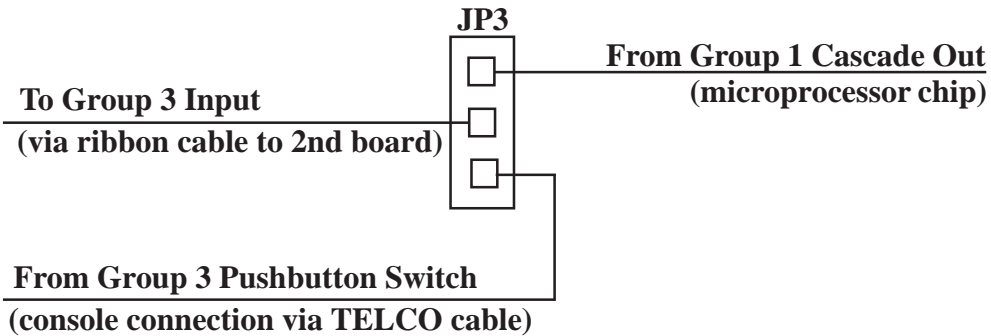 JP3
From Group 1 Cascade Out
(microprocessor chip)
To Group 3 Input
(via ribbon cable to 2nd board)
From Group 3 Pushbutton Switch
(console connection via TELCO cable)